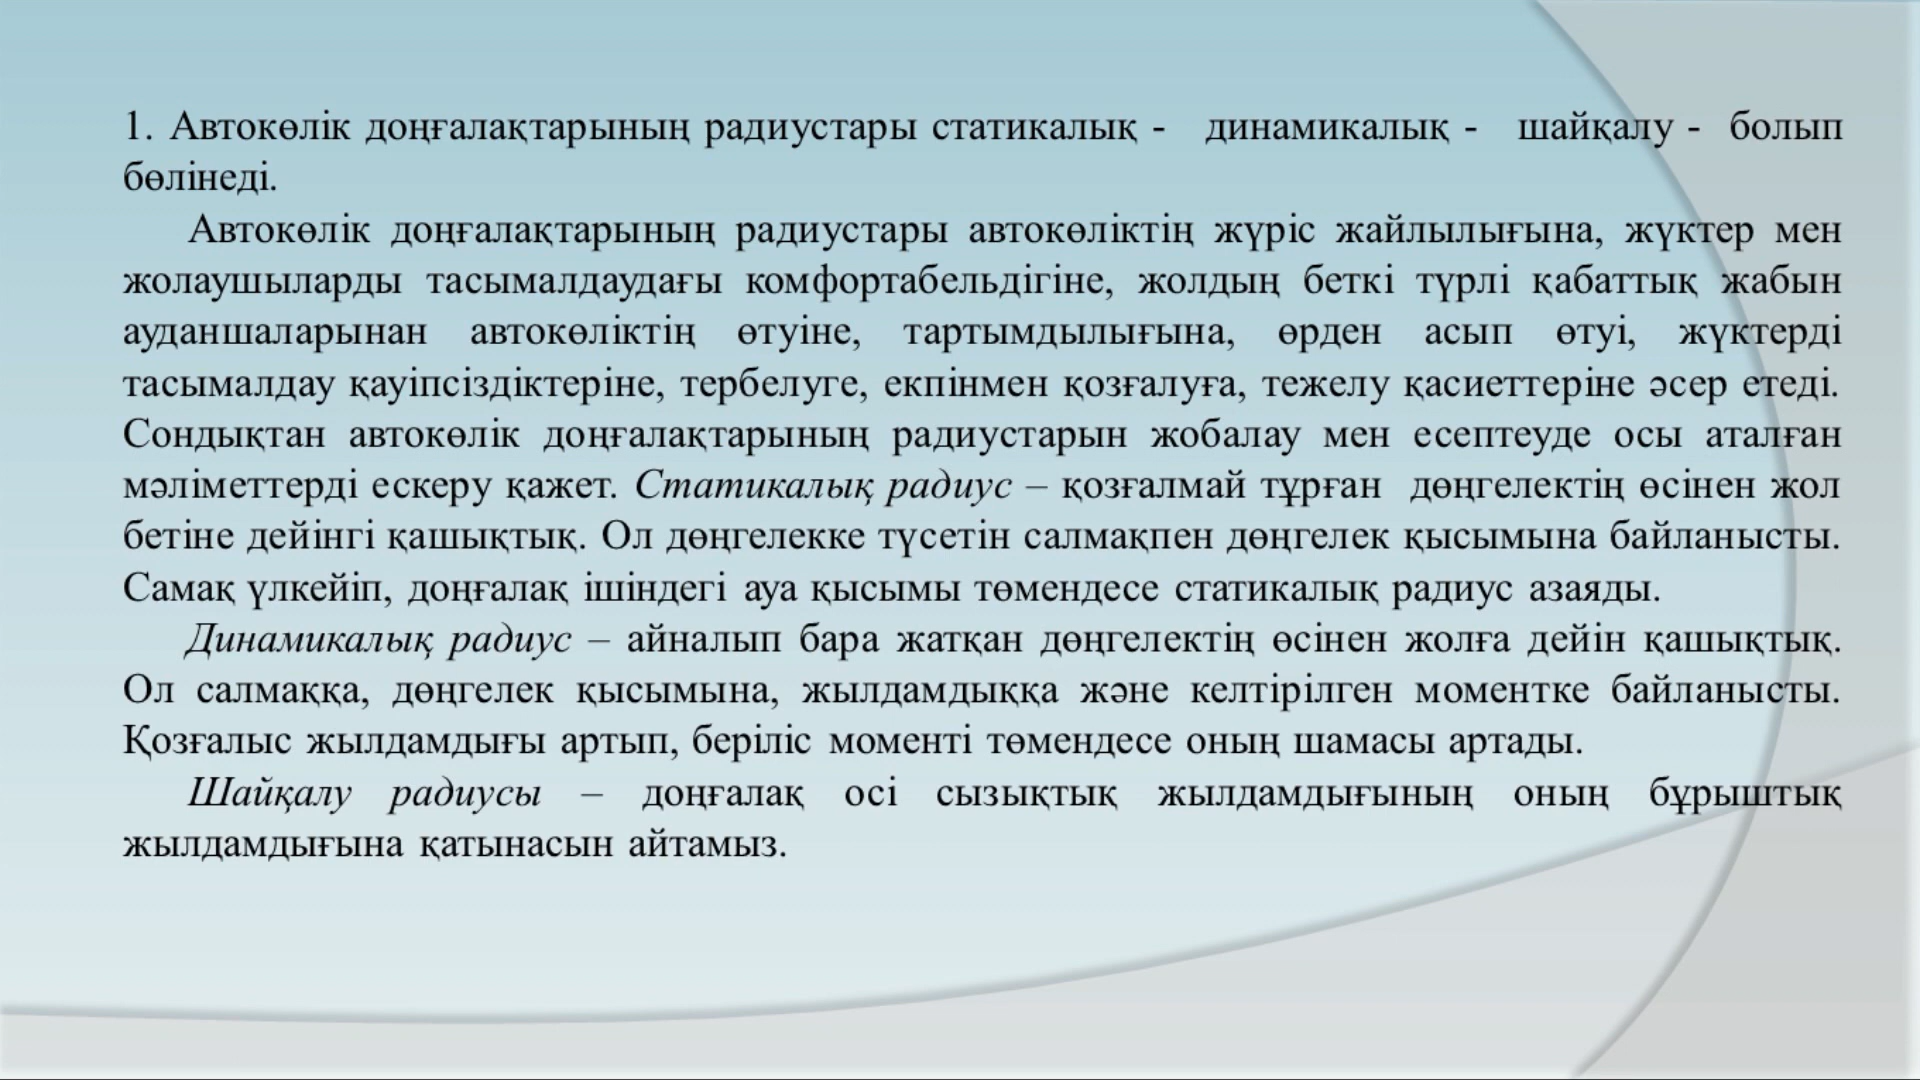 1. Автокөлік доңғалақтарының радиустары статикалық - динамикалық - шайқалу - болып
бөлінеді.
Автокөлік доңғалақтарының радиустары автокөліктің жүріс жайлылығына, жүктер мен
жолаушыларды тасымалдаудағы комфортабельдігіне, жолдың беткі түрлі қабаттық жабын
ауданшаларынан автокөліктің өтуіне, тартымдылығына, өрден асып өтуі, жүктерді
тасымалдау қауіпсіздіктеріне, тербелуге, екпінмен қозғалуға, тежелу қасиеттеріне әсер етеді.
Сондықтан автокөлік доңғалақтарының радиустарын жобалау мен есептеуде осы аталған
мәліметтерді ескеру қажет. Статикалық радиус – қозғалмай тұрған дөңгелектің өсінен жол
бетіне дейінгі қашықтық. Ол дөңгелекке түсетін салмақпен дөңгелек қысымына байланысты.
Самақ үлкейіп, доңғалақ ішіндегі ауа қысымы төмендесе статикалық радиус азаяды.
Динамикалық радиус – айналып бара жатқан дөңгелектің өсінен жолға дейін қашықтық.
Ол салмаққа, дөңгелек қысымына, жылдамдыққа және келтірілген моментке байланысты.
Қозғалыс жылдамдығы артып, беріліс моменті төмендесе оның шамасы артады.
Шайқалу радиусы – доңғалақ осі сызықтық жылдамдығының оның бұрыштық
жылдамдығына қатынасын айтамыз.